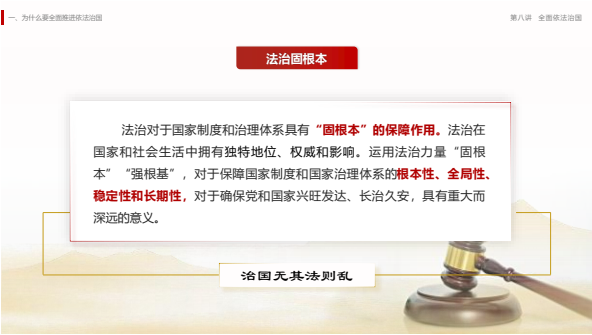 一、为什么要全面推进依法治国
第八讲 全面依法治国
法治固根本
法治对于国家制度和治理体系具有“固根本”的保障作用。法治在
国家和社会生活中拥有独特地位、权威和影响。运用法治力量“固根
本”“强根基”，对于保障国家制度和国家治理体系的根本性、全局性、
稳定性和长期性，对于确保党和国家兴旺发达、长治久安，具有重大而
深远的意义。
治国无其法则乱